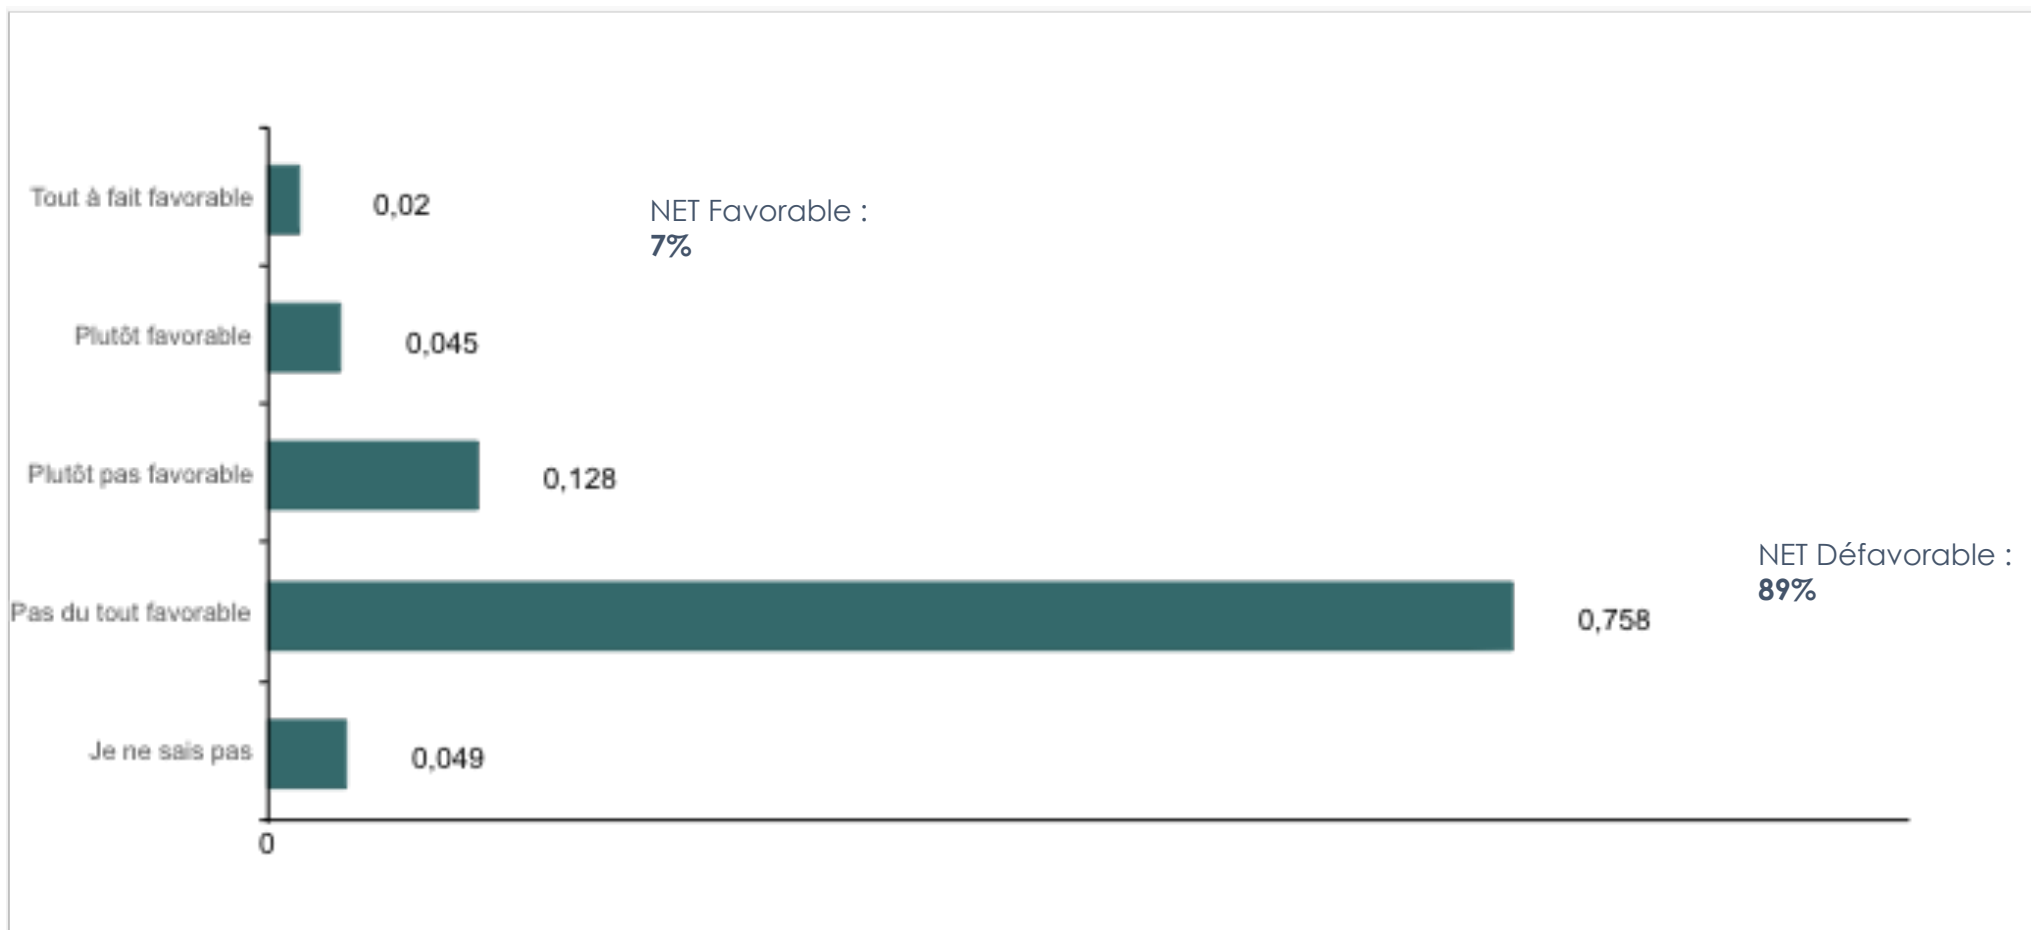 Tout à fait favorable
0,02
NET Favorable :
7%
Plutôt favorable
0,045
Plutôt pas favorable
0,128
NET Défavorable :
89%
Pas du tout favorable
0,758
Je ne sais pas
0,049
0